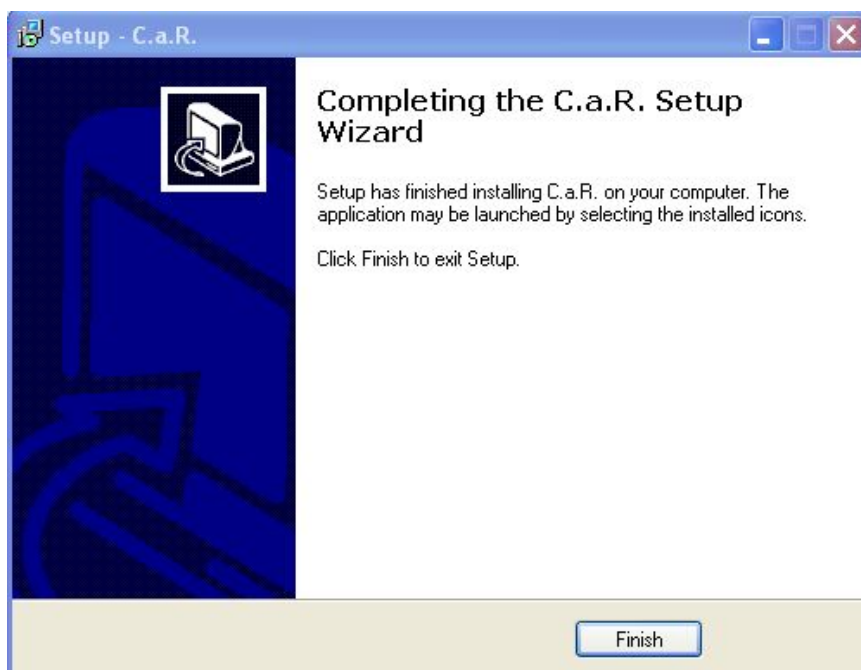 Setup - C.a.R.
Completing the C.a.R. Setup
Wizard
Setup has finished installing C.a.R. on your computer. The
application may be launched by selecting the installed icons.
Click Finish to exit Setup.
Finish